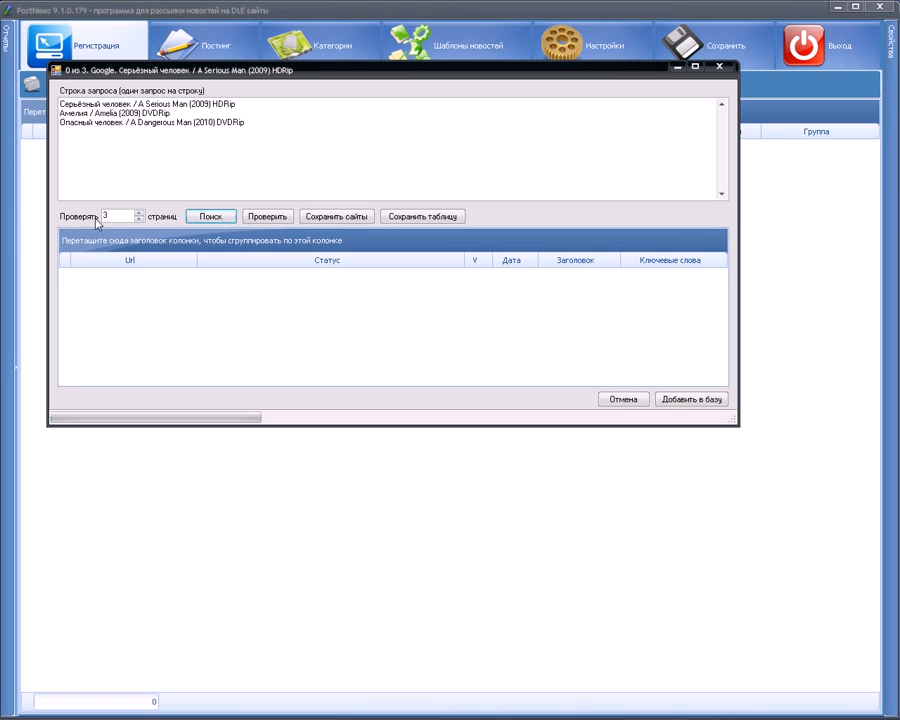 PostNews 9.1.0.179 - программа для рассылки новостей на DLE сайты
Отчеты
Регистрация
Постинг
Категории
Шаблоны новостей
Настройки
Сохранить
Выход
Свойства
0 из 3. Google. Серьёзный человек / A Serious Man (2009) HDRip
Строка запроса (один запрос на строку)
Серьёзный человек / A Serious Man (2009) HDRip
Амелия / Amelia (2009) DVDRip
Опасный человек / A Dangerous Man (2010) DVDRip
Проверять 3 страниц Поиск Проверить Сохранить сайты Сохранить таблицу
Перетащите сюда заголовок колонки, чтобы сгруппировать по этой колонке
Url Статус V Дата Заголовок Ключевые слова
Отмена Добавить в базу
Группа
0